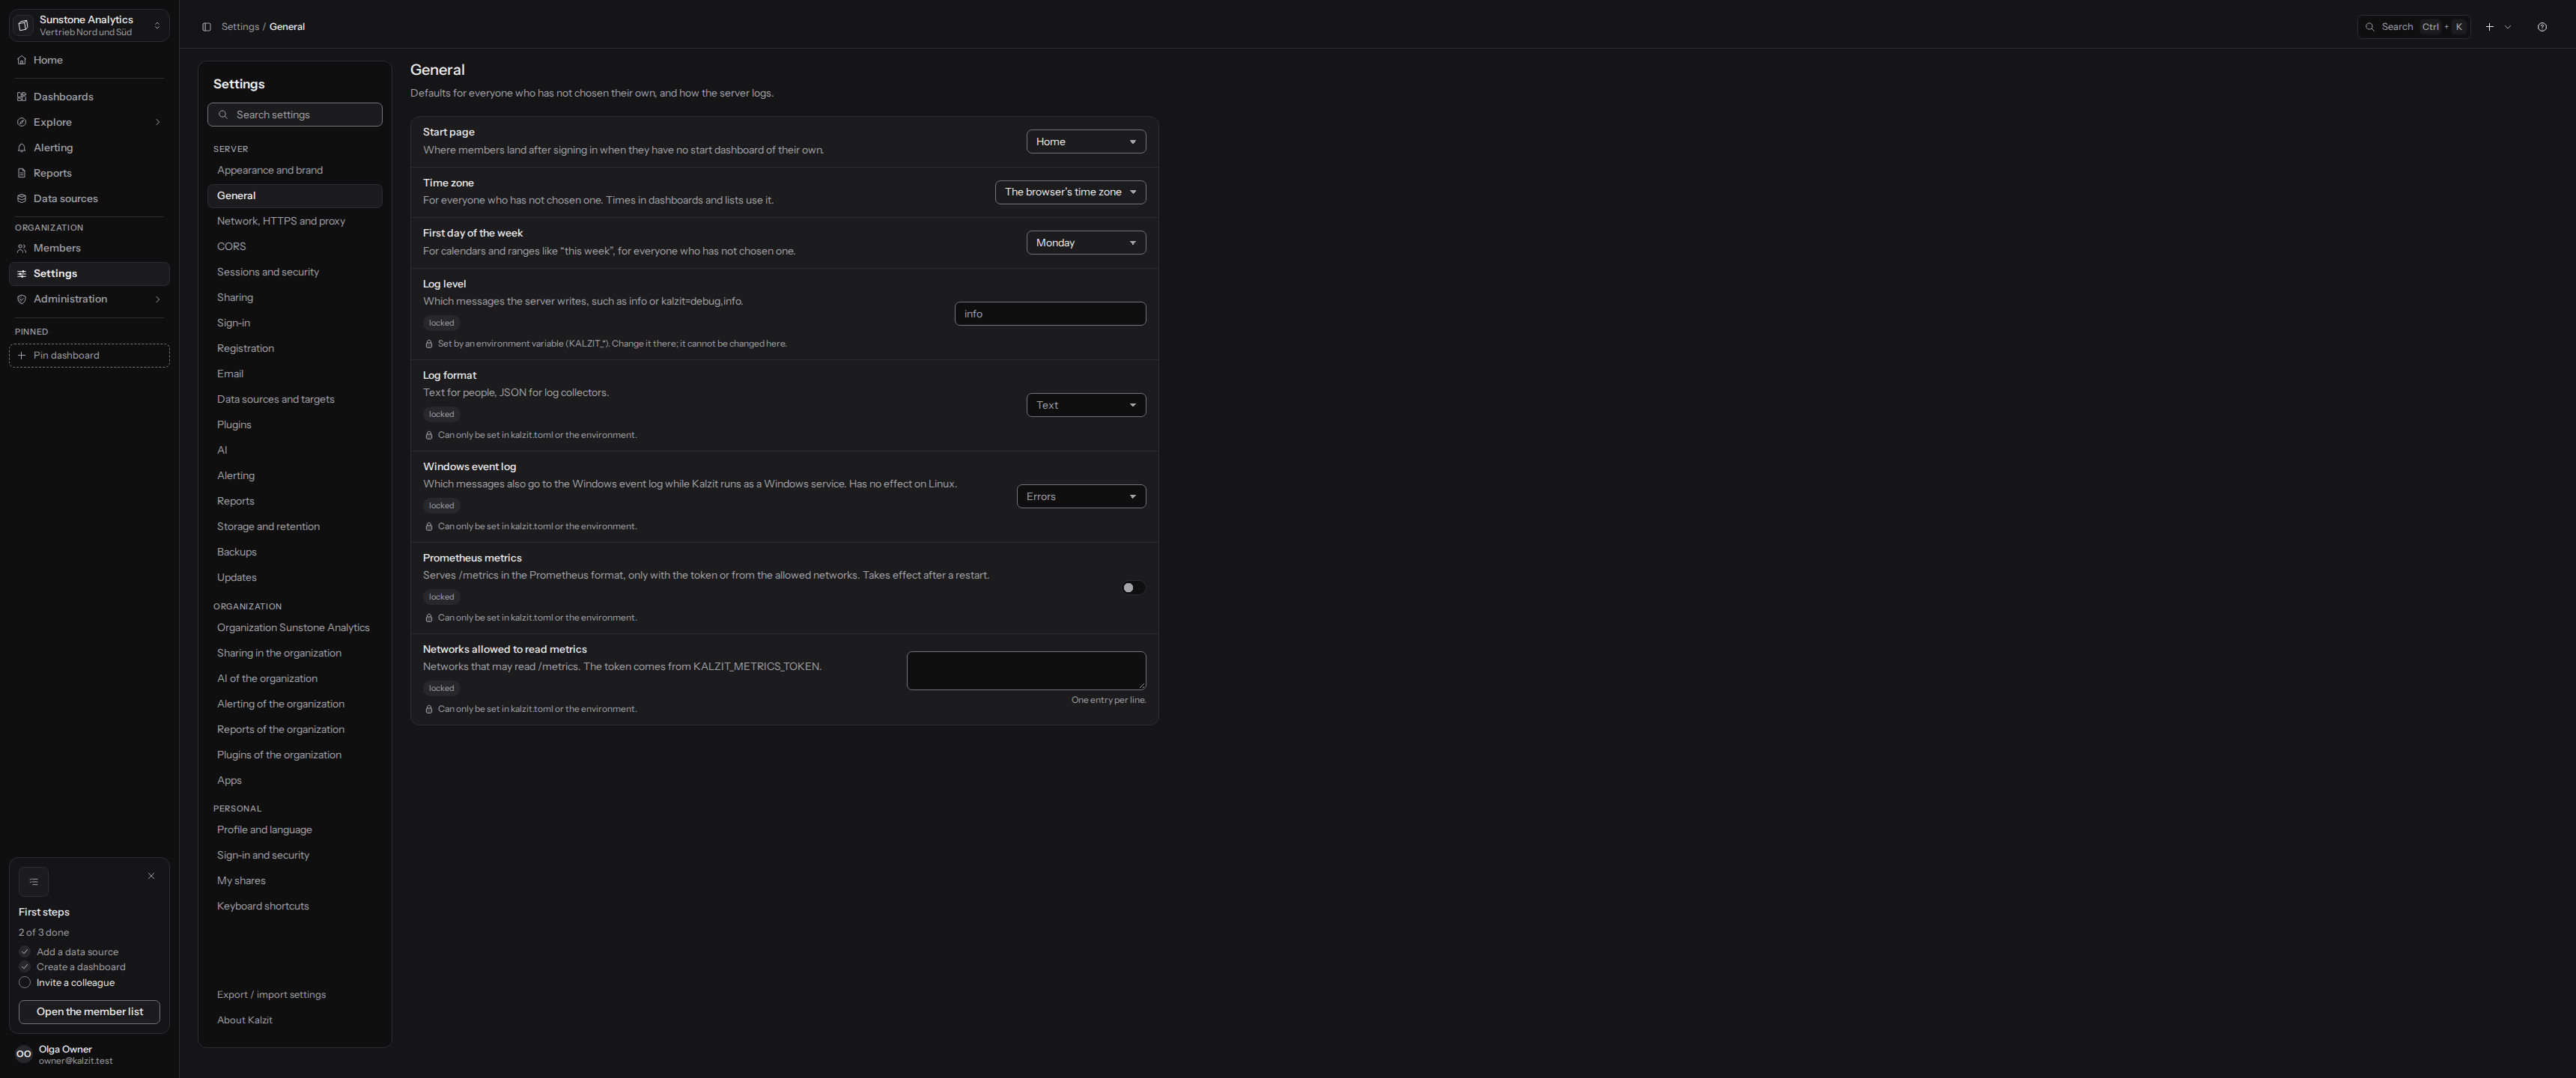 Sunstone Analytics
Vertrieb Nord und Süd
Home
Dashboards
Explore
Alerting
Reports
Data sources
ORGANIZATION
Members
Settings
Administration
PINNED
Pin dashboard
First steps
2 of 3 done
Add a data source
Create a dashboard
Invite a colleague
Open the member list
OO
Olga Owner
owner@kalzit.test
Settings / General
Search Ctrl + K
Settings
Search settings
SERVER
Appearance and brand
General
Network, HTTPS and proxy
CORS
Sessions and security
Sharing
Sign-in
Registration
Email
Data sources and targets
Plugins
AI
Alerting
Reports
Storage and retention
Backups
Updates
ORGANIZATION
Organization Sunstone Analytics
Sharing in the organization
AI of the organization
Alerting of the organization
Reports of the organization
Plugins of the organization
Apps
PERSONAL
Profile and language
Sign-in and security
My shares
Keyboard shortcuts
Export / import settings
About Kalzit
General
Defaults for everyone who has not chosen their own, and how the server logs.
Start page
Where members land after signing in when they have no start dashboard of their own.
Home
Time zone
For everyone who has not chosen one. Times in dashboards and lists use it.
The browser's time zone
First day of the week
For calendars and ranges like “this week”, for everyone who has not chosen one.
Monday
Log level
Which messages the server writes, such as info or kalzit=debug,info.
locked
Set by an environment variable (KALZIT_*). Change it there; it cannot be changed here.
info
Log format
Text for people, JSON for log collectors.
locked
Can only be set in kalzit.toml or the environment.
Text
Windows event log
Which messages also go to the Windows event log while Kalzit runs as a Windows service. Has no effect on Linux.
locked
Can only be set in kalzit.toml or the environment.
Errors
Prometheus metrics
Serves /metrics in the Prometheus format, only with the token or from the allowed networks. Takes effect after a restart.
locked
Can only be set in kalzit.toml or the environment.
Networks allowed to read metrics
Networks that may read /metrics. The token comes from KALZIT_METRICS_TOKEN.
locked
Can only be set in kalzit.toml or the environment.
One entry per line.